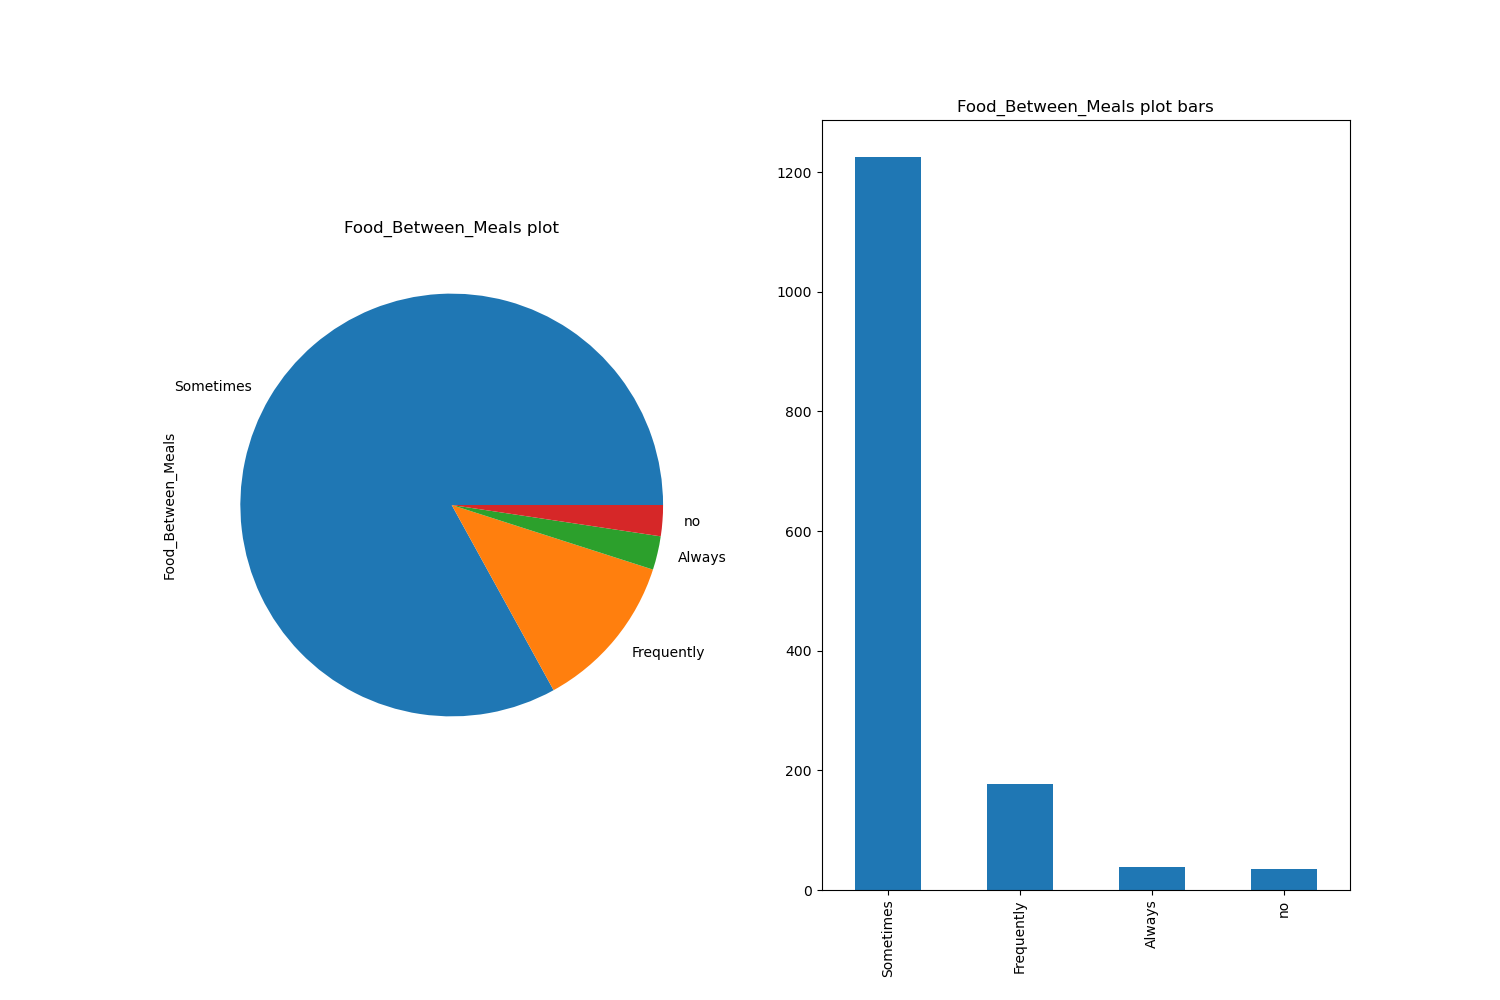 Food_Between_Meals plot
Sometimes
Food_Between_Meals
no
Always
Frequently
Food_Between_Meals plot bars
1200
1000
800
600
400
200
0
Sometimes
Frequently
Always
no